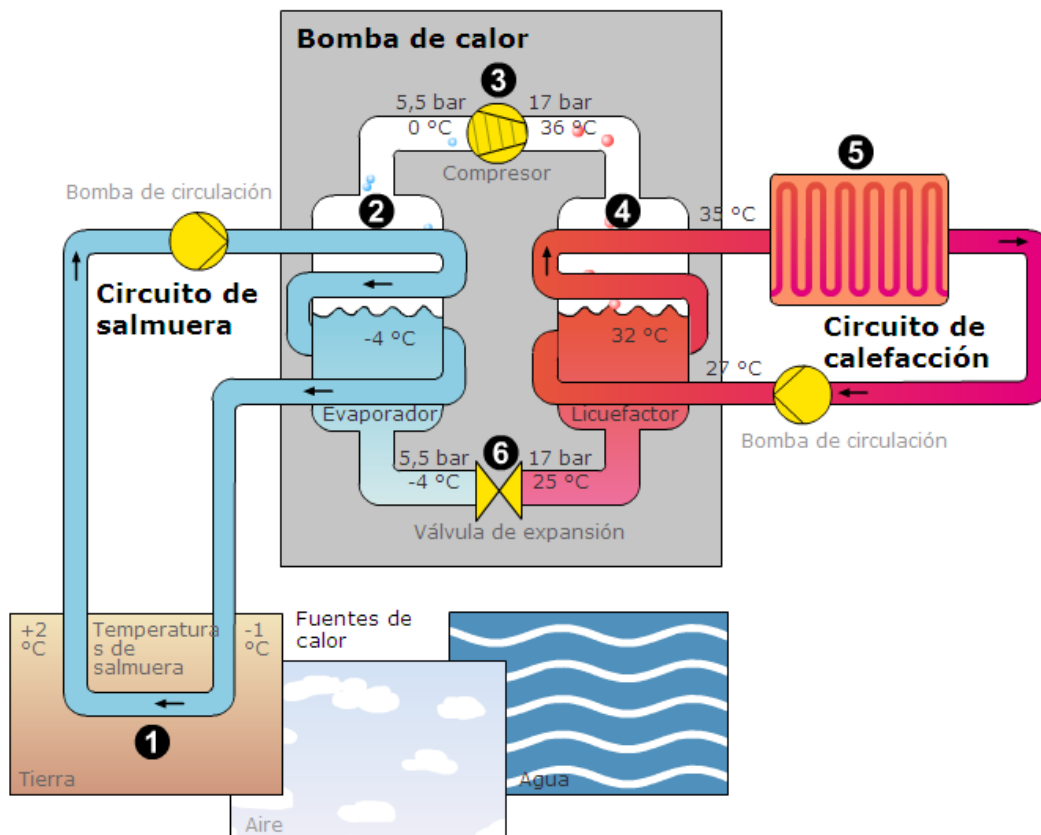 Bomba de calor
3
5,5 bar
17 bar
0 °C
36 °C
Compresor
Bomba de circulación
2
4
5
35 °C
Circuito de
salmuera
-4 °C
32 °C
Circuito de
calefacción
27 °C
Evaporador
Licuefactor
Bomba de circulación
5,5 bar
6
17 bar
-4 °C
25 °C
Válvula de expansión
+2
°C
Temperatura
s de
salmuera
-1
°C
Fuentes de
calor
1
Tierra
Agua
Aire